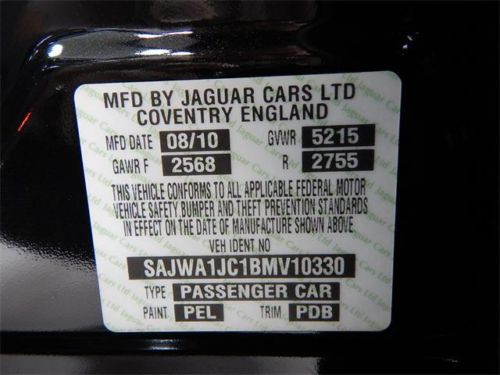 MFD BY JAGUAR CARS LTD
COVENTRY ENGLAND
MFD DATE 08/10 GVWR 5215
GAWR F 2568 R 2755
THIS VEHICLE CONFORMS TO ALL APPLICABLE FEDERAL MOTOR
VEHICLE SAFETY, BUMPER AND THEFT PREVENTION STANDARDS
IN EFFECT ON THE DATE OF MANUFACTURE SHOWN ABOVE.
VEH IDENT NO
SAJWA1JC1BMV10330
TYPE PASSENGER CAR
PAINT PEL TRIM PDB